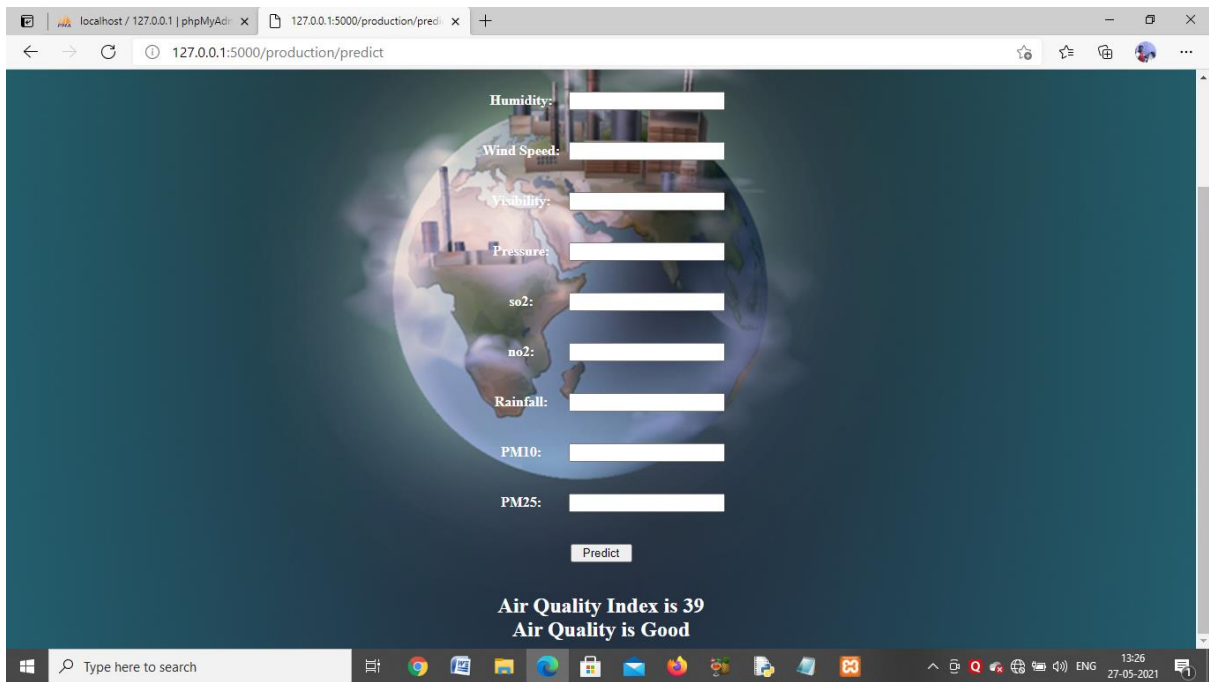 localhost / 127.0.0.1 | phpMyAdm
127.0.0.1:5000/production/predi
127.0.0.1:5000/production/predict
Humidity:
Wind Speed:
Visibility:
Pressure:
so2:
no2:
Rainfall:
PM10:
PM25:
Predict
Air Quality Index is 39
Air Quality is Good
Type here to search
ENG
13:26
27-05-2021